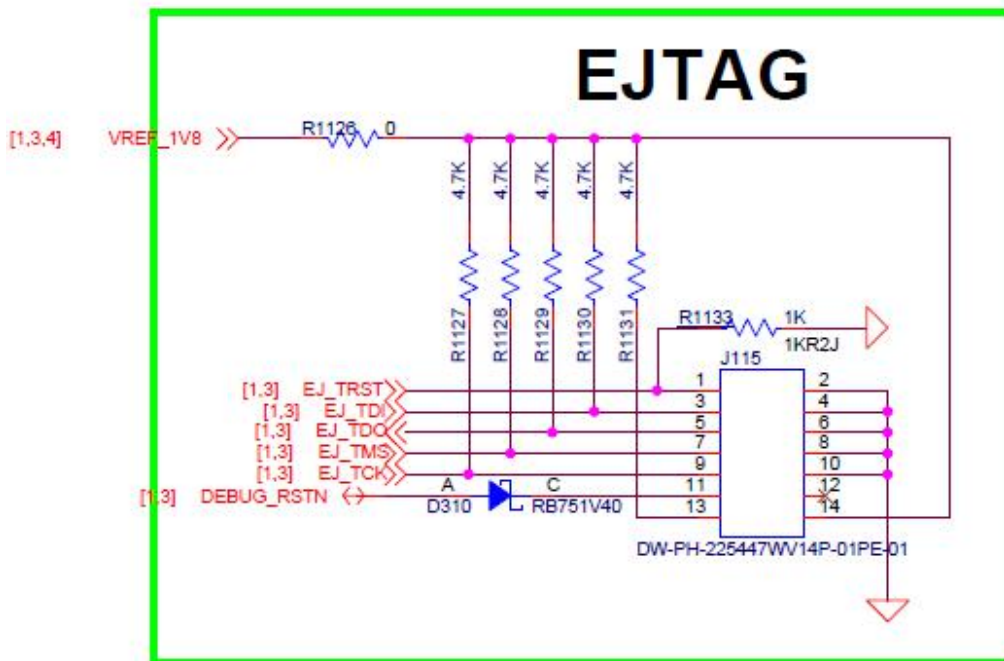 EJTAG
[1,3,4] VREF_1V8 R1126 0
4.7K 4.7K 4.7K 4.7K 4.7K
R1127 R1128 R1129 R1130 R1131
R1133 1K
1KR2J
J115
[1,3] EJ_TRST 1 2
[1,3] EJ_TDI 3 4
[1,3] EJ_TDO 5 6
[1,3] EJ_TMS 7 8
[1,3] EJ_TCK 9 10
[1,3] DEBUG_RSTN A C 11 12
D310 RB751V40 13 14
DW-PH-225447WV14P-01PE-01